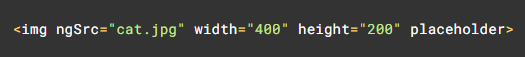 <img ngSrc="cat.jpg" width="400" height="200" placeholder>